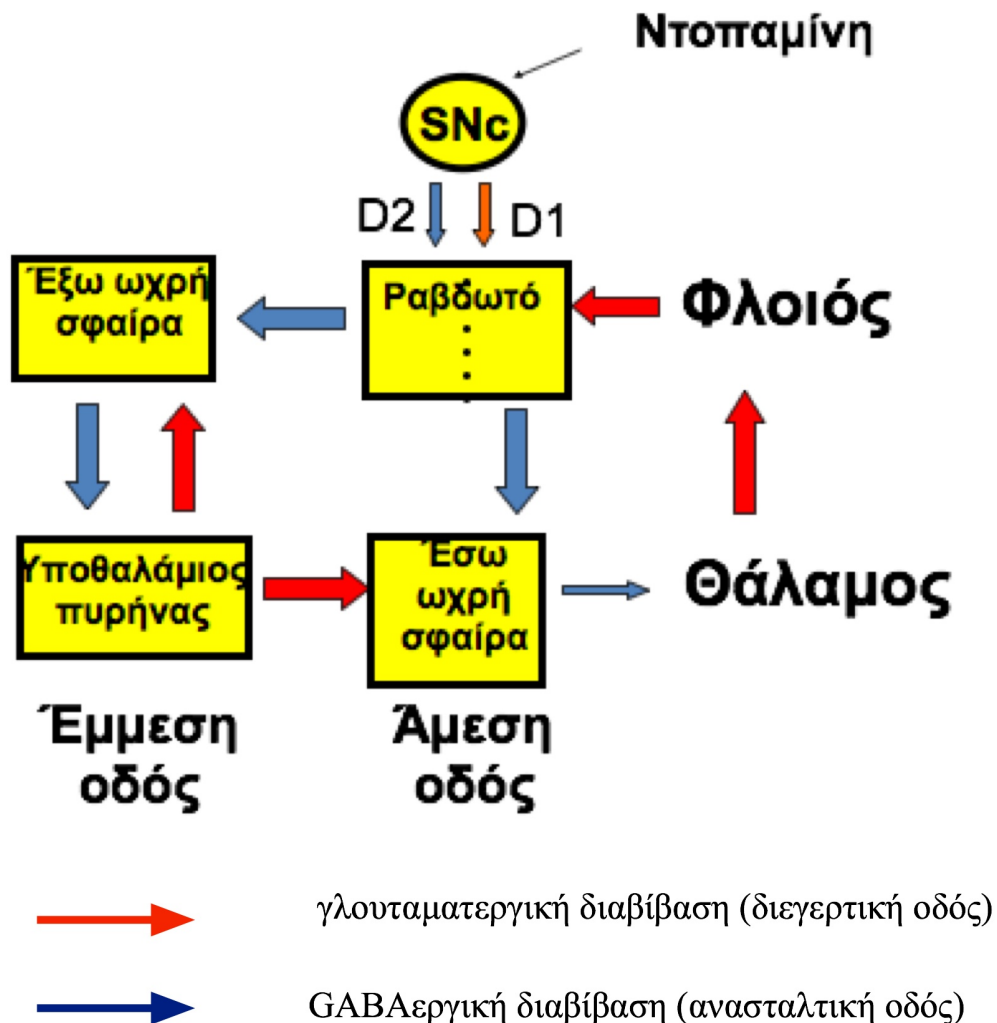 Ντοπαμίνη
SNc
D2
D1
Έξω ωχρή
σφαίρα
Ραβδωτό
Φλοιός
Υποθαλάμιος
πυρήνας
Έσω
ωχρή
σφαίρα
Θάλαμος
Έμμεση
οδός
Άμεση
οδός
γλουταματεργική διαβίβαση (διεγερτική οδός)
GABAεργική διαβίβαση (ανασταλτική οδός)